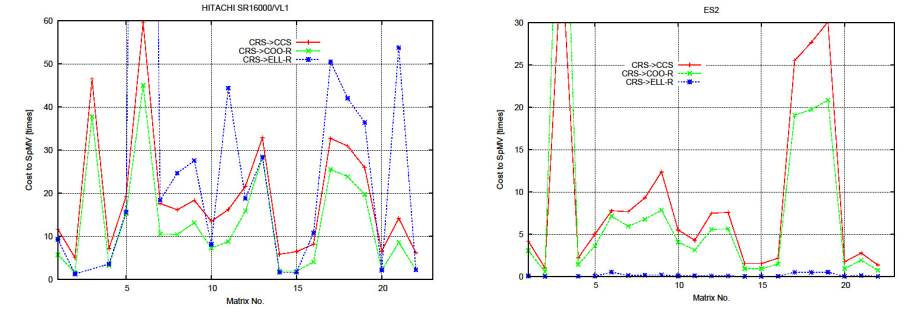 HITACHI SR16000/VL1
60
50
40
30
20
10
0
Cost to SpMV [times]
CRS->CCS
CRS->COO-R
CRS->ELL-R
5
10
15
20
Matrix No.
ES2
30
25
20
15
10
5
0
Cost to SpMV [times]
CRS->CCS
CRS->COO-R
CRS->ELL-R
5
10
15
20
Matrix No.